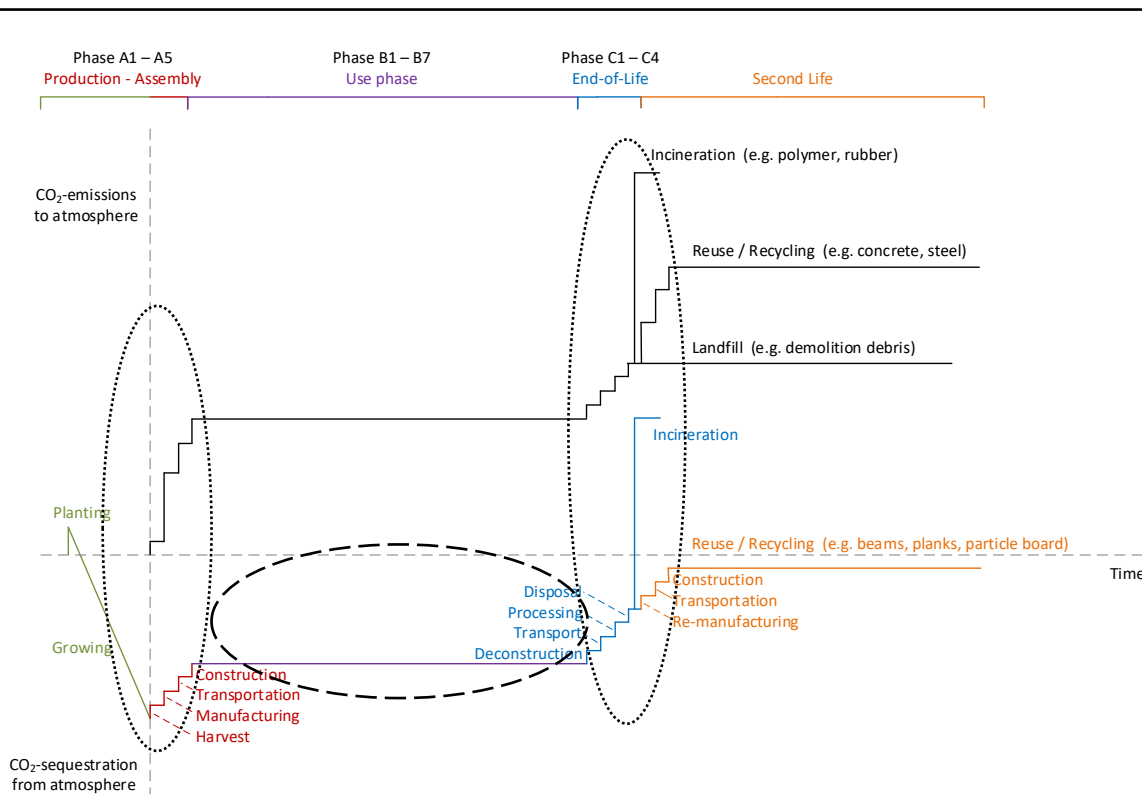 Phase A1 – A5
Production - Assembly
Phase B1 – B7
Use phase
Phase C1 – C4
End-of-Life
Second Life
CO₂-emissions
to atmosphere
Incineration (e.g. polymer, rubber)
Reuse / Recycling (e.g. concrete, steel)
Landfill (e.g. demolition debris)
Incineration
Planting
Growing
Reuse / Recycling (e.g. beams, planks, particle board)
Time
Disposal
Processing
Transport
Deconstruction
Construction
Transportation
Re-manufacturing
Construction
Transportation
Manufacturing
Harvest
CO₂-sequestration
from atmosphere